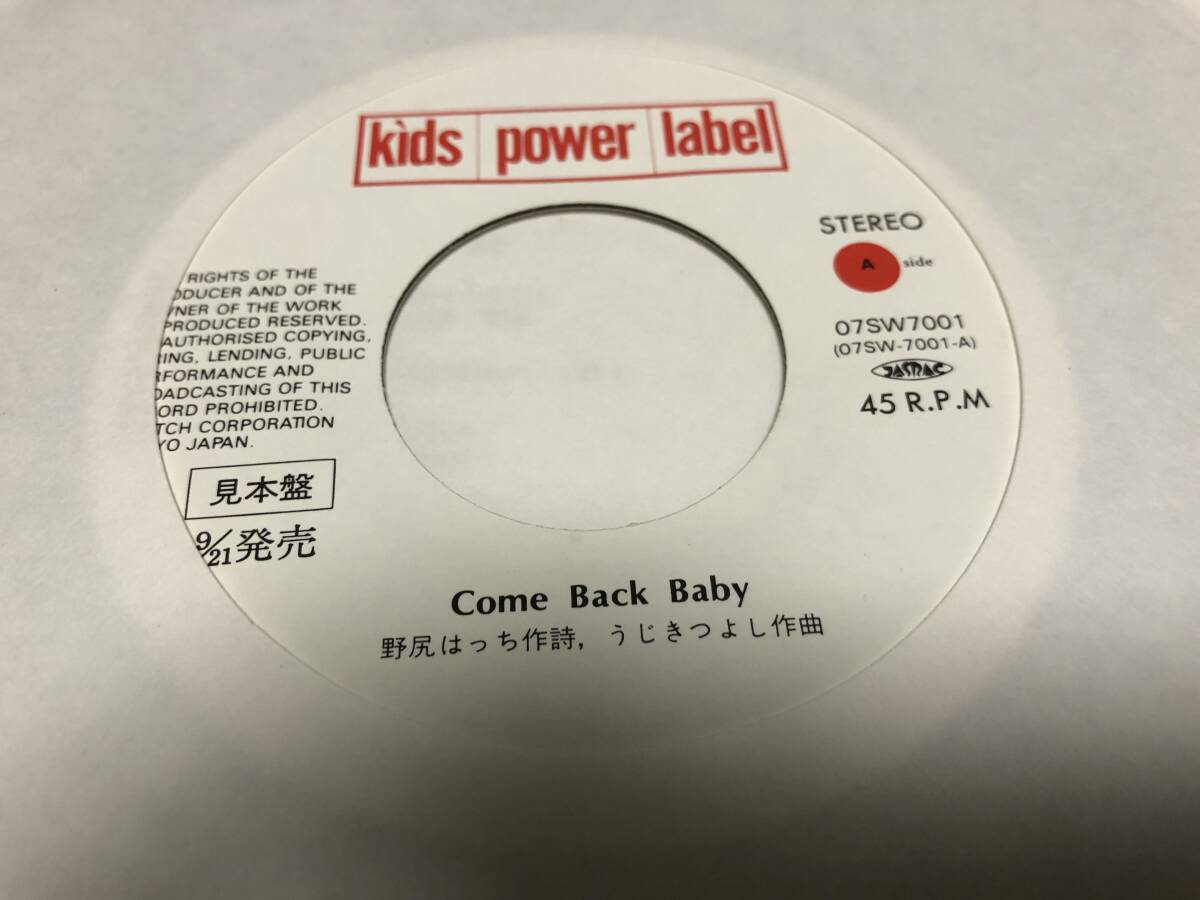 kids power label
STEREO
A side
07SW7001
(07SW-7001-A)
JASRAC
45 R.P.M
RIGHTS OF THE
ODUCER AND OF THE
NER OF THE WORK
PRODUCED RESERVED.
AUTHORISED COPYING,
ING, LENDING, PUBLIC
RFORMANCE AND
OADCASTING OF THIS
ORD PROHIBITED.
TCH CORPORATION
YO JAPAN.
見本盤
9/21発売
Come Back Baby
野尻はっち作詩, うじきつよし作曲